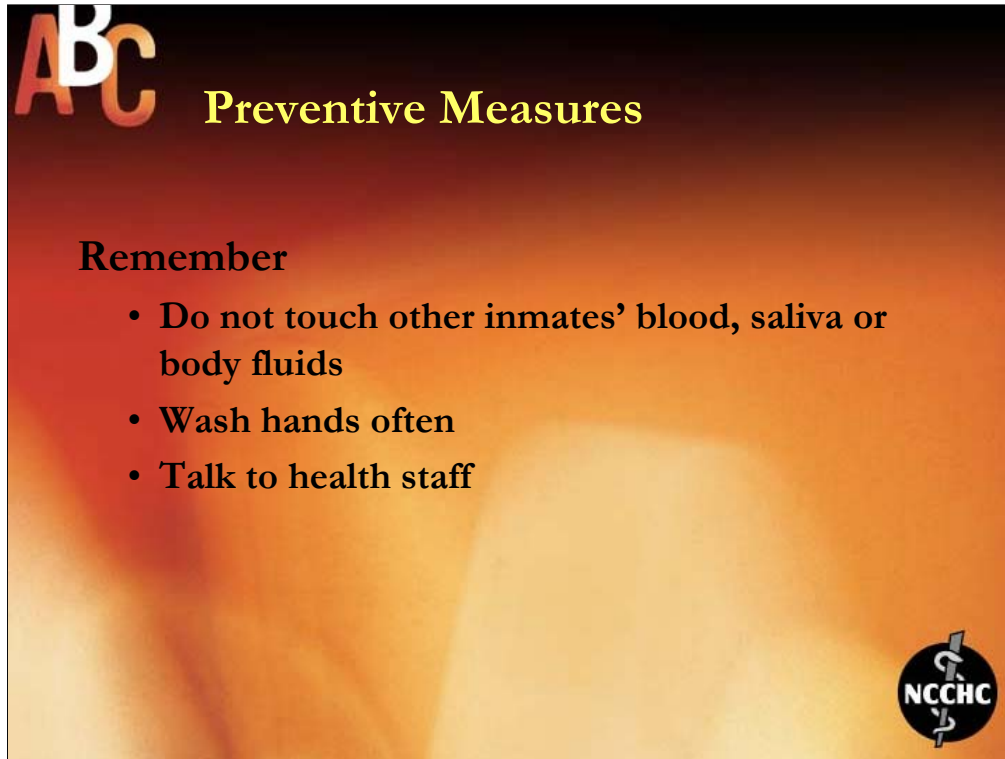 ABC
Preventive Measures
Remember
• Do not touch other inmates’ blood, saliva or
body fluids
• Wash hands often
• Talk to health staff
NCCHC